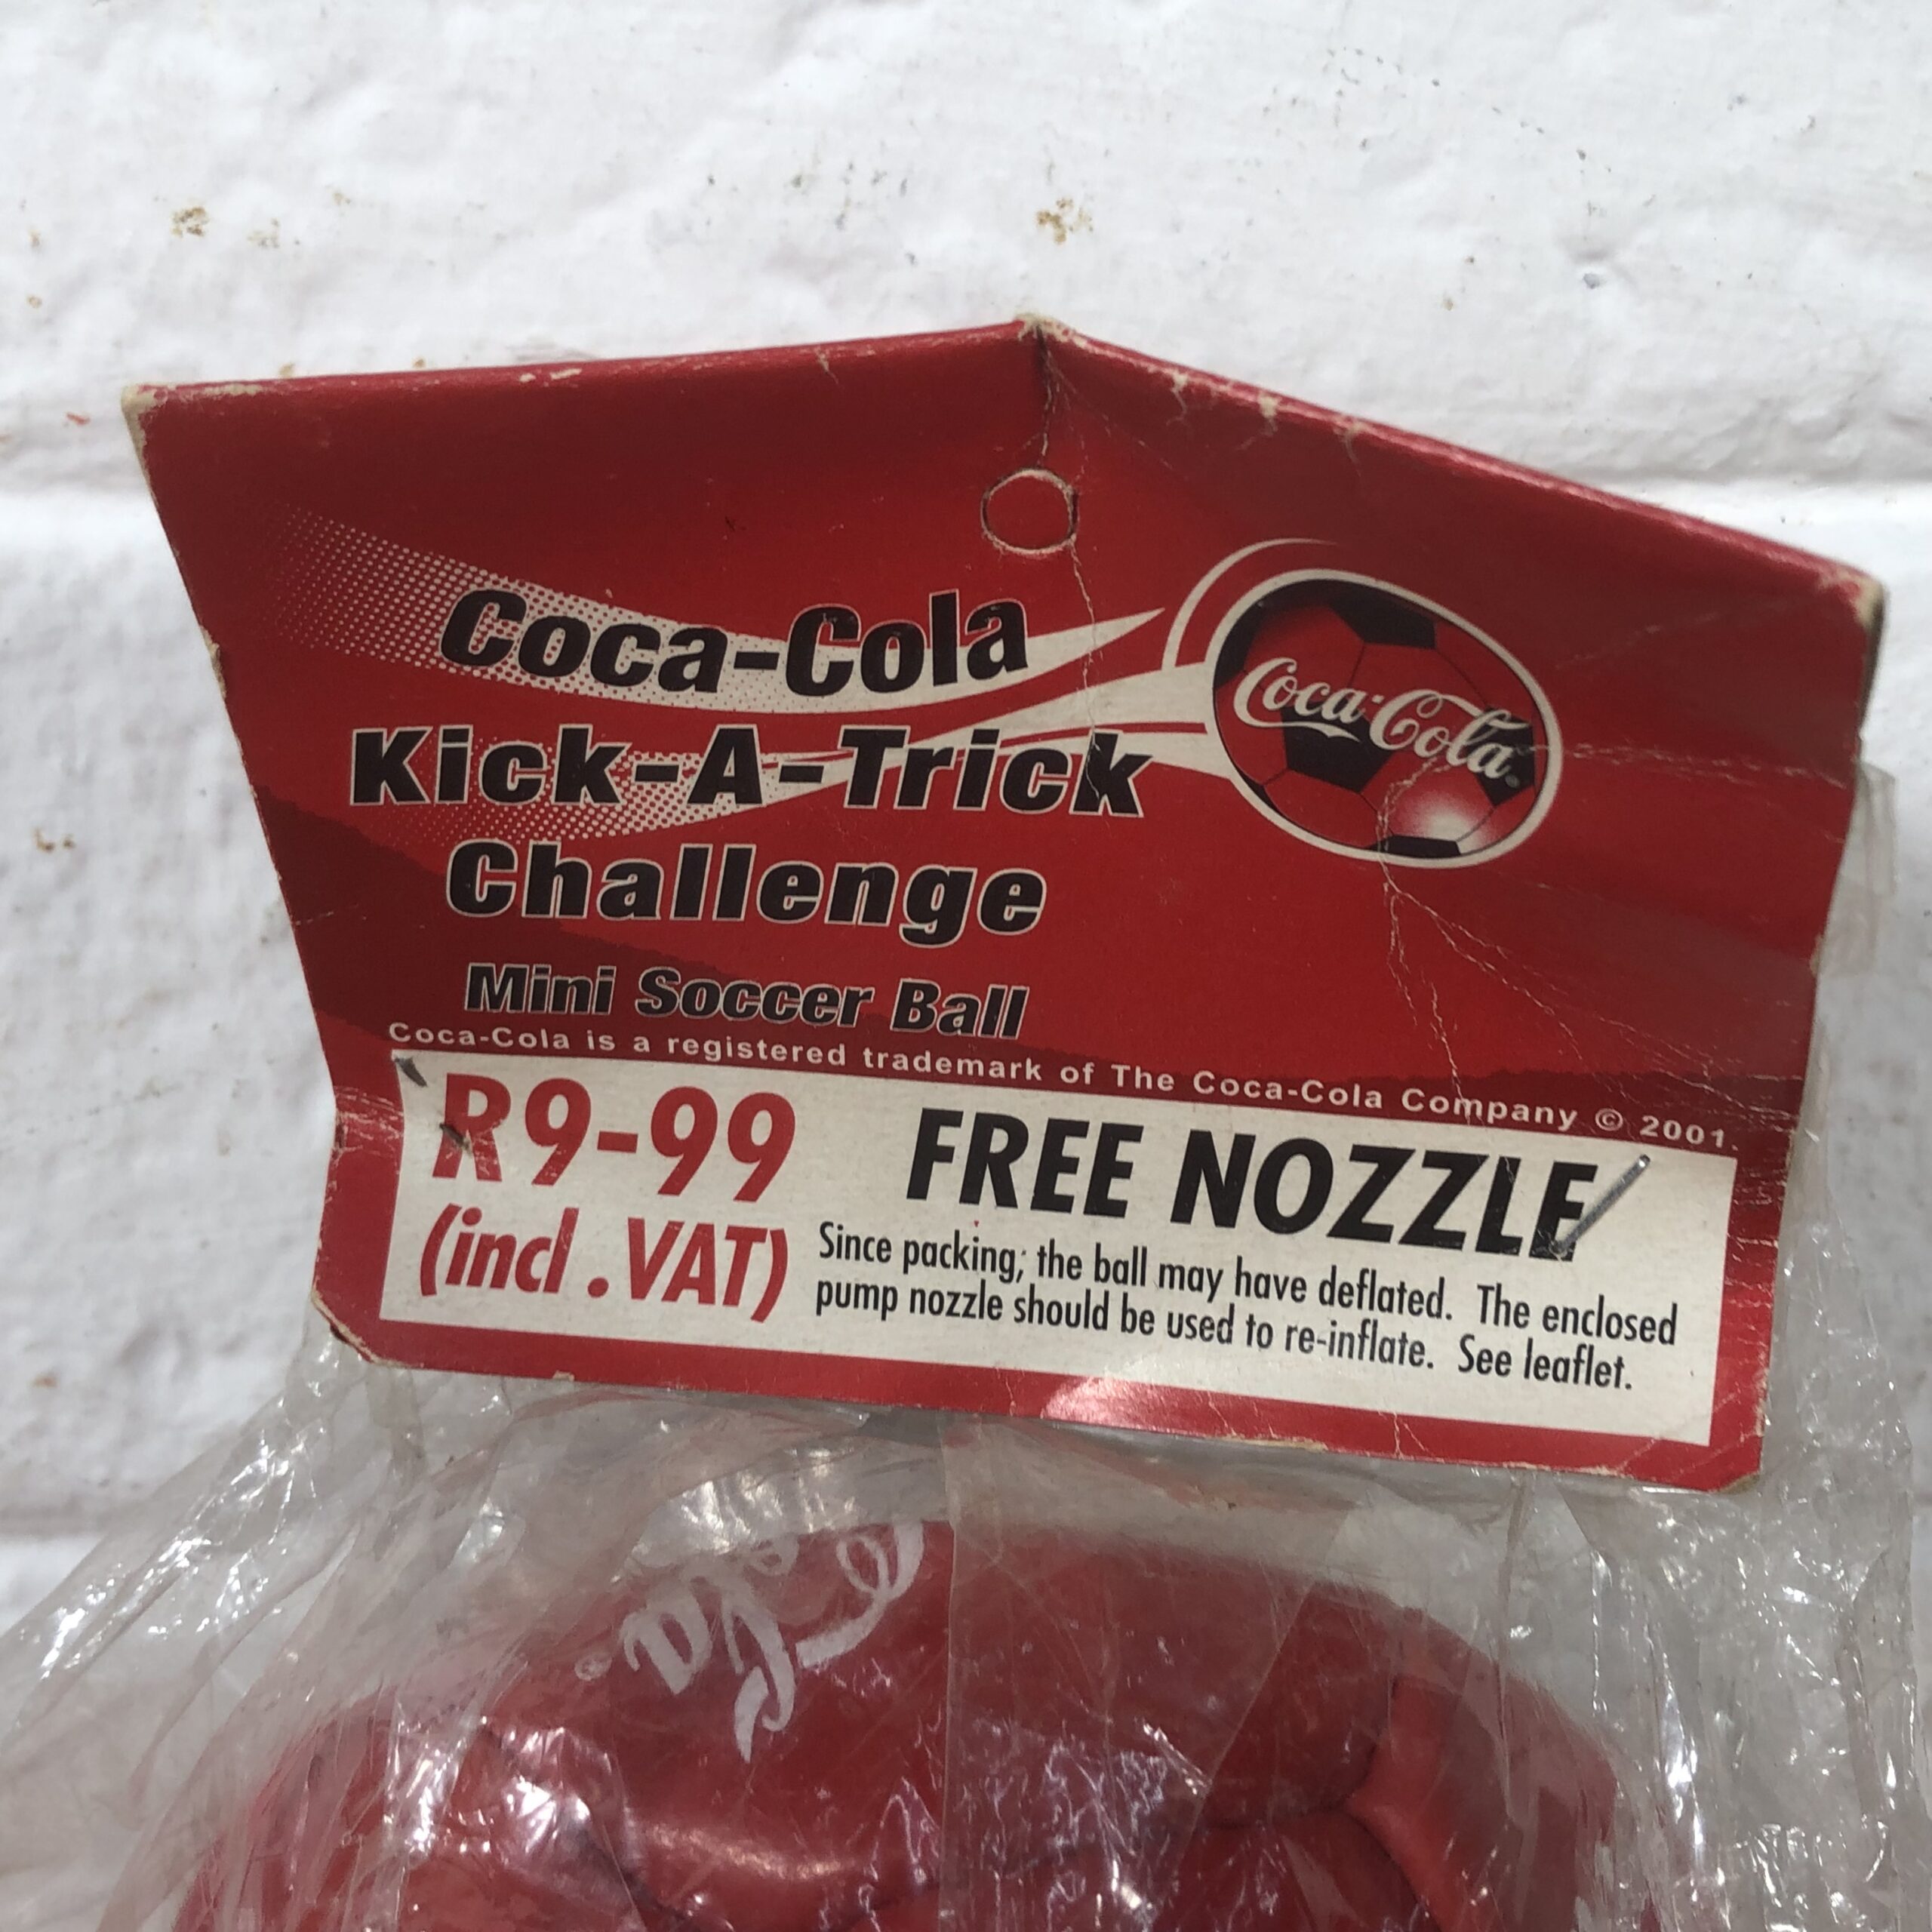 Coca-Cola
Kick-A-Trick
Challenge
Mini Soccer Ball
Coca-Cola®
Coca-Cola is a registered trademark of The Coca-Cola Company © 2001.
R9-99
(incl .VAT)
FREE NOZZLE
Since packing; the ball may have deflated. The enclosed
pump nozzle should be used to re-inflate. See leaflet.
Cola®